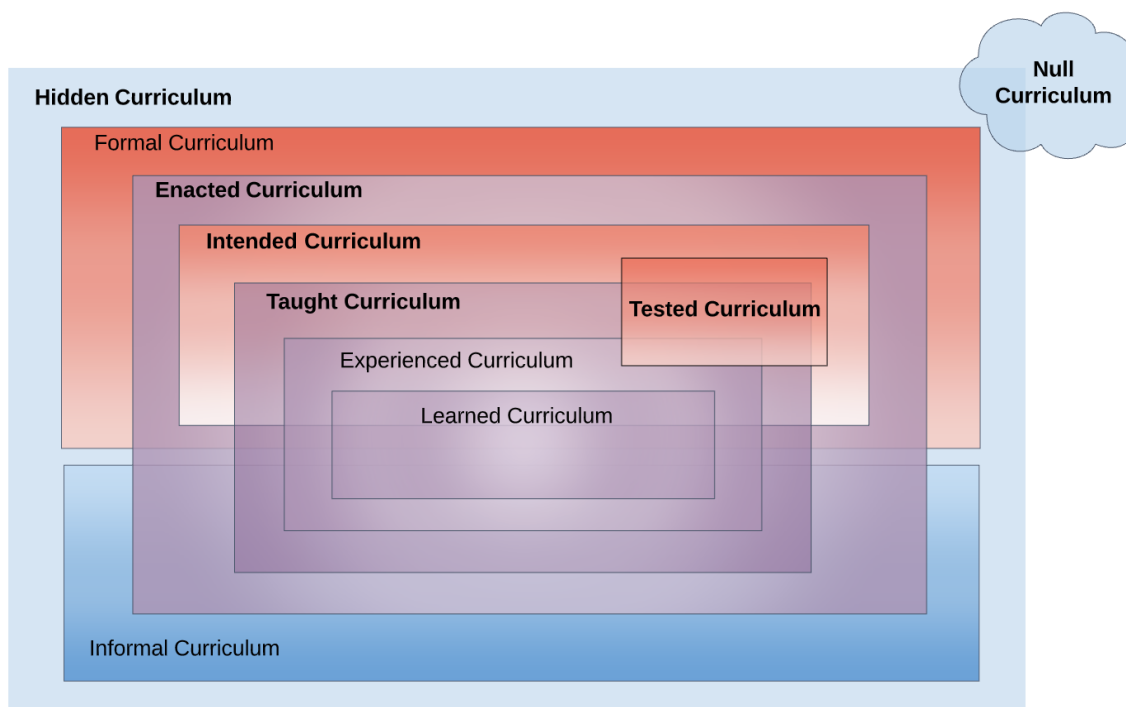 Null
Curriculum
Hidden Curriculum
Formal Curriculum
Enacted Curriculum
Intended Curriculum
Taught Curriculum
Tested Curriculum
Experienced Curriculum
Learned Curriculum
Informal Curriculum